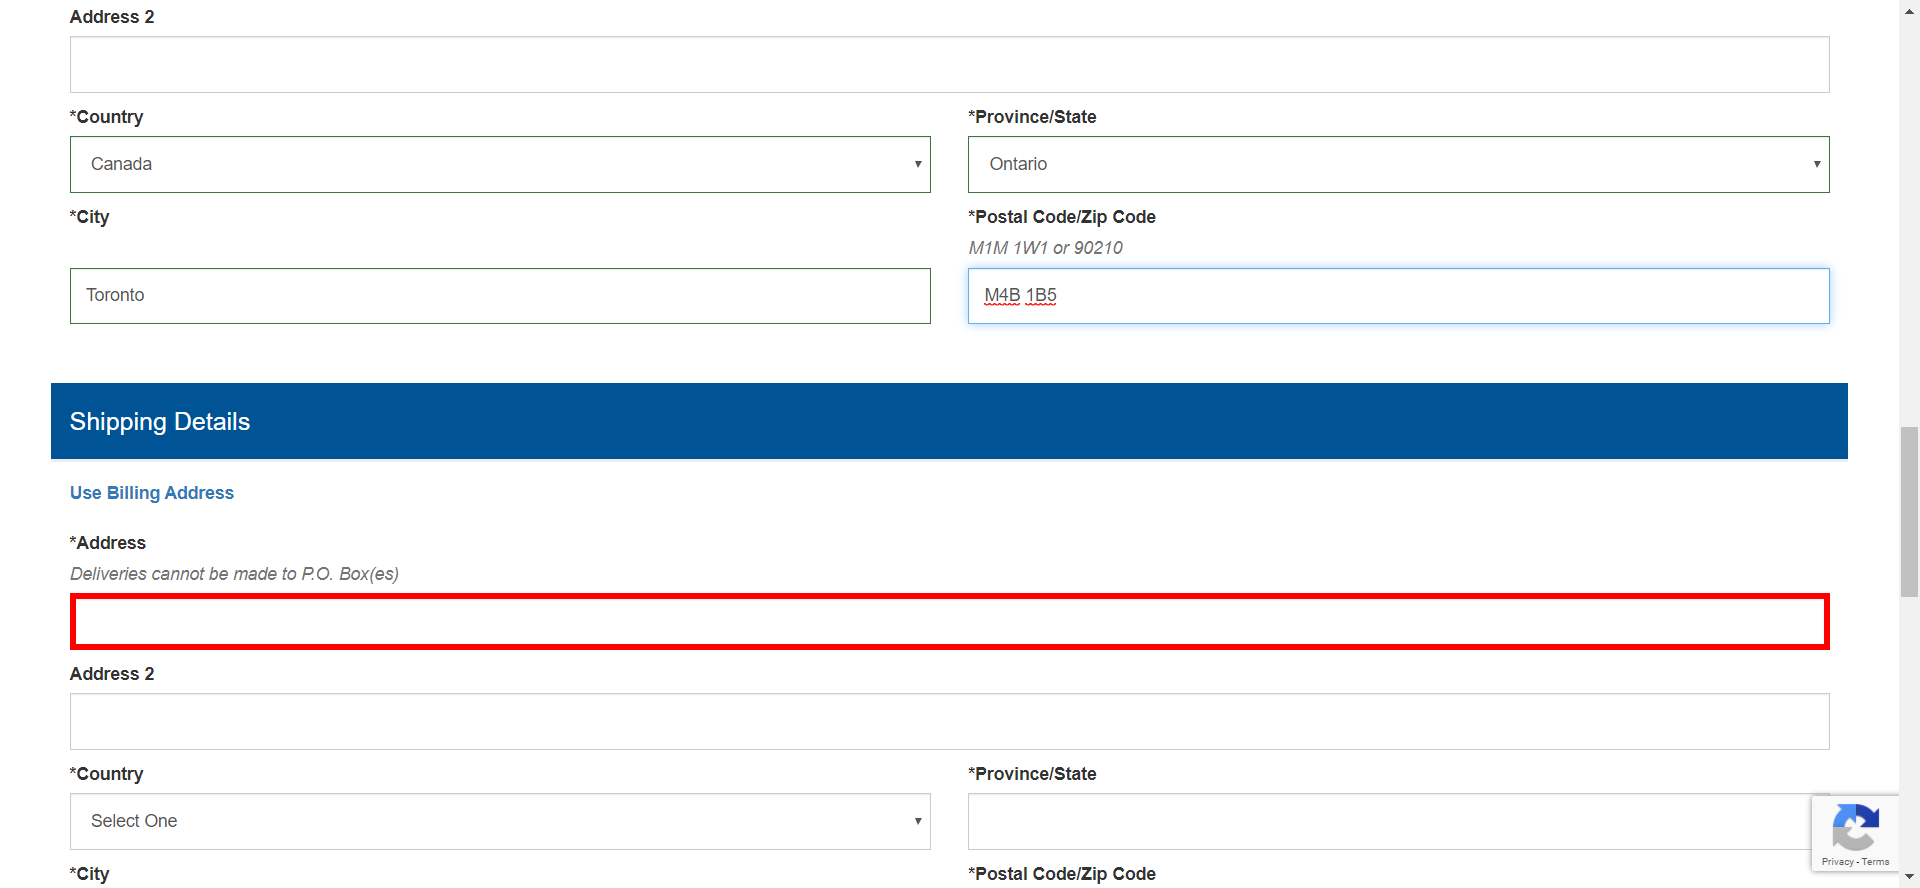 Address 2
*Country
*Province/State
Canada
Ontario
*City
*Postal Code/Zip Code
M1M 1W1 or 90210
Toronto
M4B 1B5
Shipping Details
Use Billing Address
*Address
Deliveries cannot be made to P.O. Box(es)
Address 2
*Country
*Province/State
Select One
*City
*Postal Code/Zip Code
Privacy - Terms